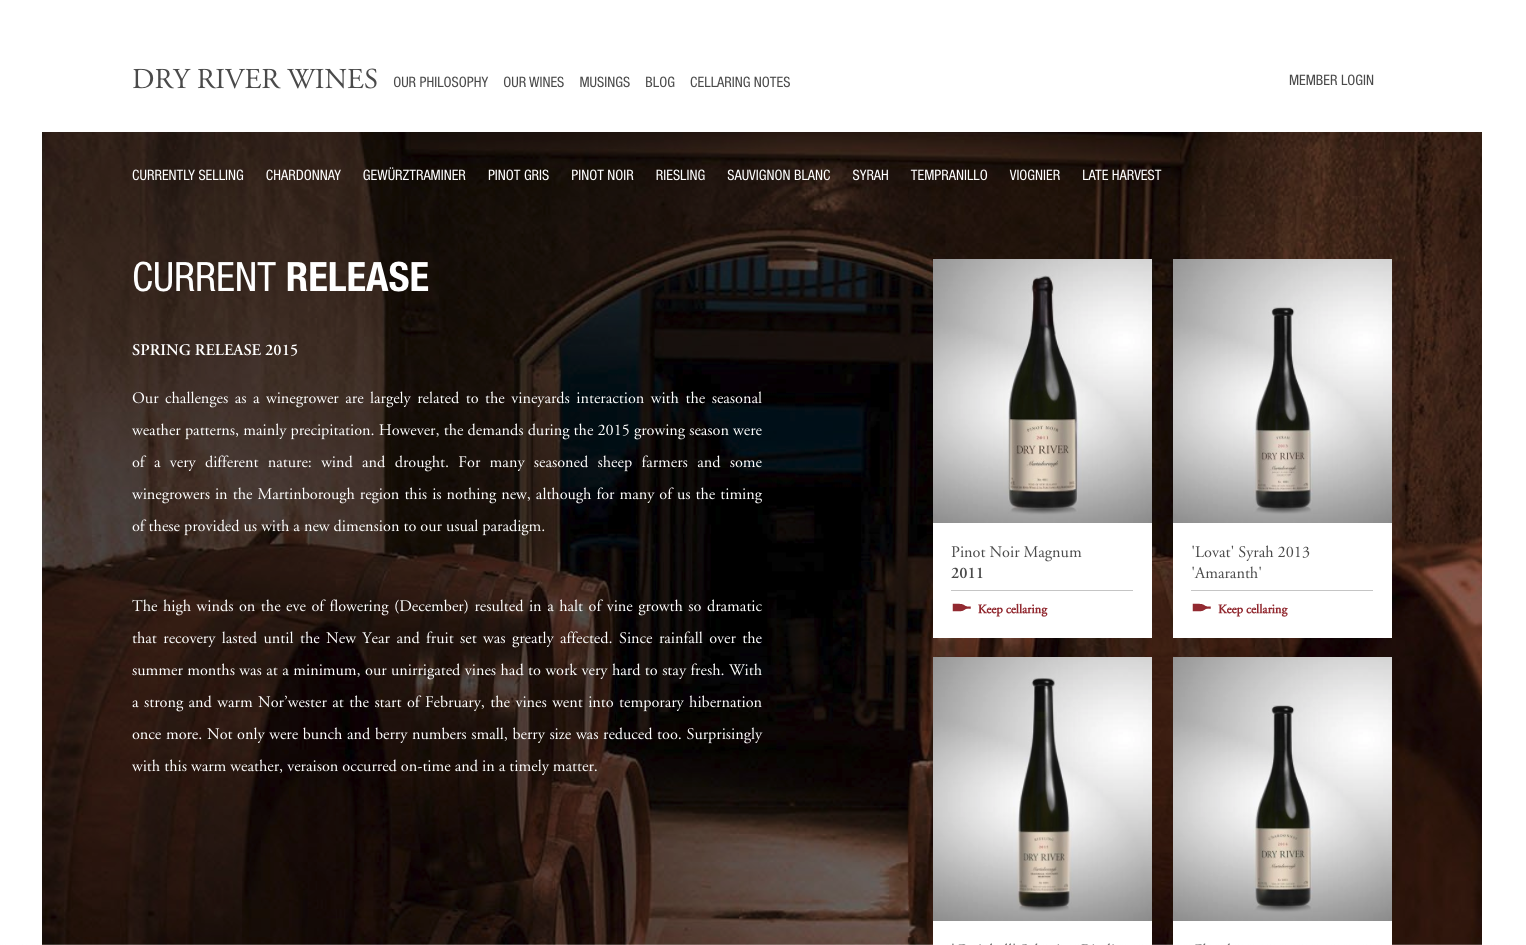 DRY RIVER WINES OUR PHILOSOPHY OUR WINES MUSINGS BLOG CELLARING NOTES MEMBER LOGIN
CURRENTLY SELLING CHARDONNAY GEWÜRZTRAMINER PINOT GRIS PINOT NOIR RIESLING SAUVIGNON BLANC SYRAH TEMPRANILLO VIOGNIER LATE HARVEST
CURRENT RELEASE
SPRING RELEASE 2015
Our challenges as a winegrower are largely related to the vineyards interaction with the seasonal
weather patterns, mainly precipitation. However, the demands during the 2015 growing season were
of a very different nature: wind and drought. For many seasoned sheep farmers and some
winegrowers in the Martinborough region this is nothing new, although for many of us the timing
of these provided us with a new dimension to our usual paradigm.
The high winds on the eve of flowering (December) resulted in a halt of vine growth so dramatic
that recovery lasted until the New Year and fruit set was greatly affected. Since rainfall over the
summer months was at a minimum, our unirrigated vines had to work very hard to stay fresh. With
a strong and warm Nor’wester at the start of February, the vines went into temporary hibernation
once more. Not only were bunch and berry numbers small, berry size was reduced too. Surprisingly
with this warm weather, veraison occurred on-time and in a timely matter.
PINOT NOIR
2011
DRY RIVER
Martinborough
Pinot Noir Magnum
2011
Keep cellaring
SYRAH
DRY RIVER
Martinborough
'Lovat' Syrah 2013
'Amaranth'
Keep cellaring
DRY RIVER
Martinborough
DRY RIVER
Martinborough